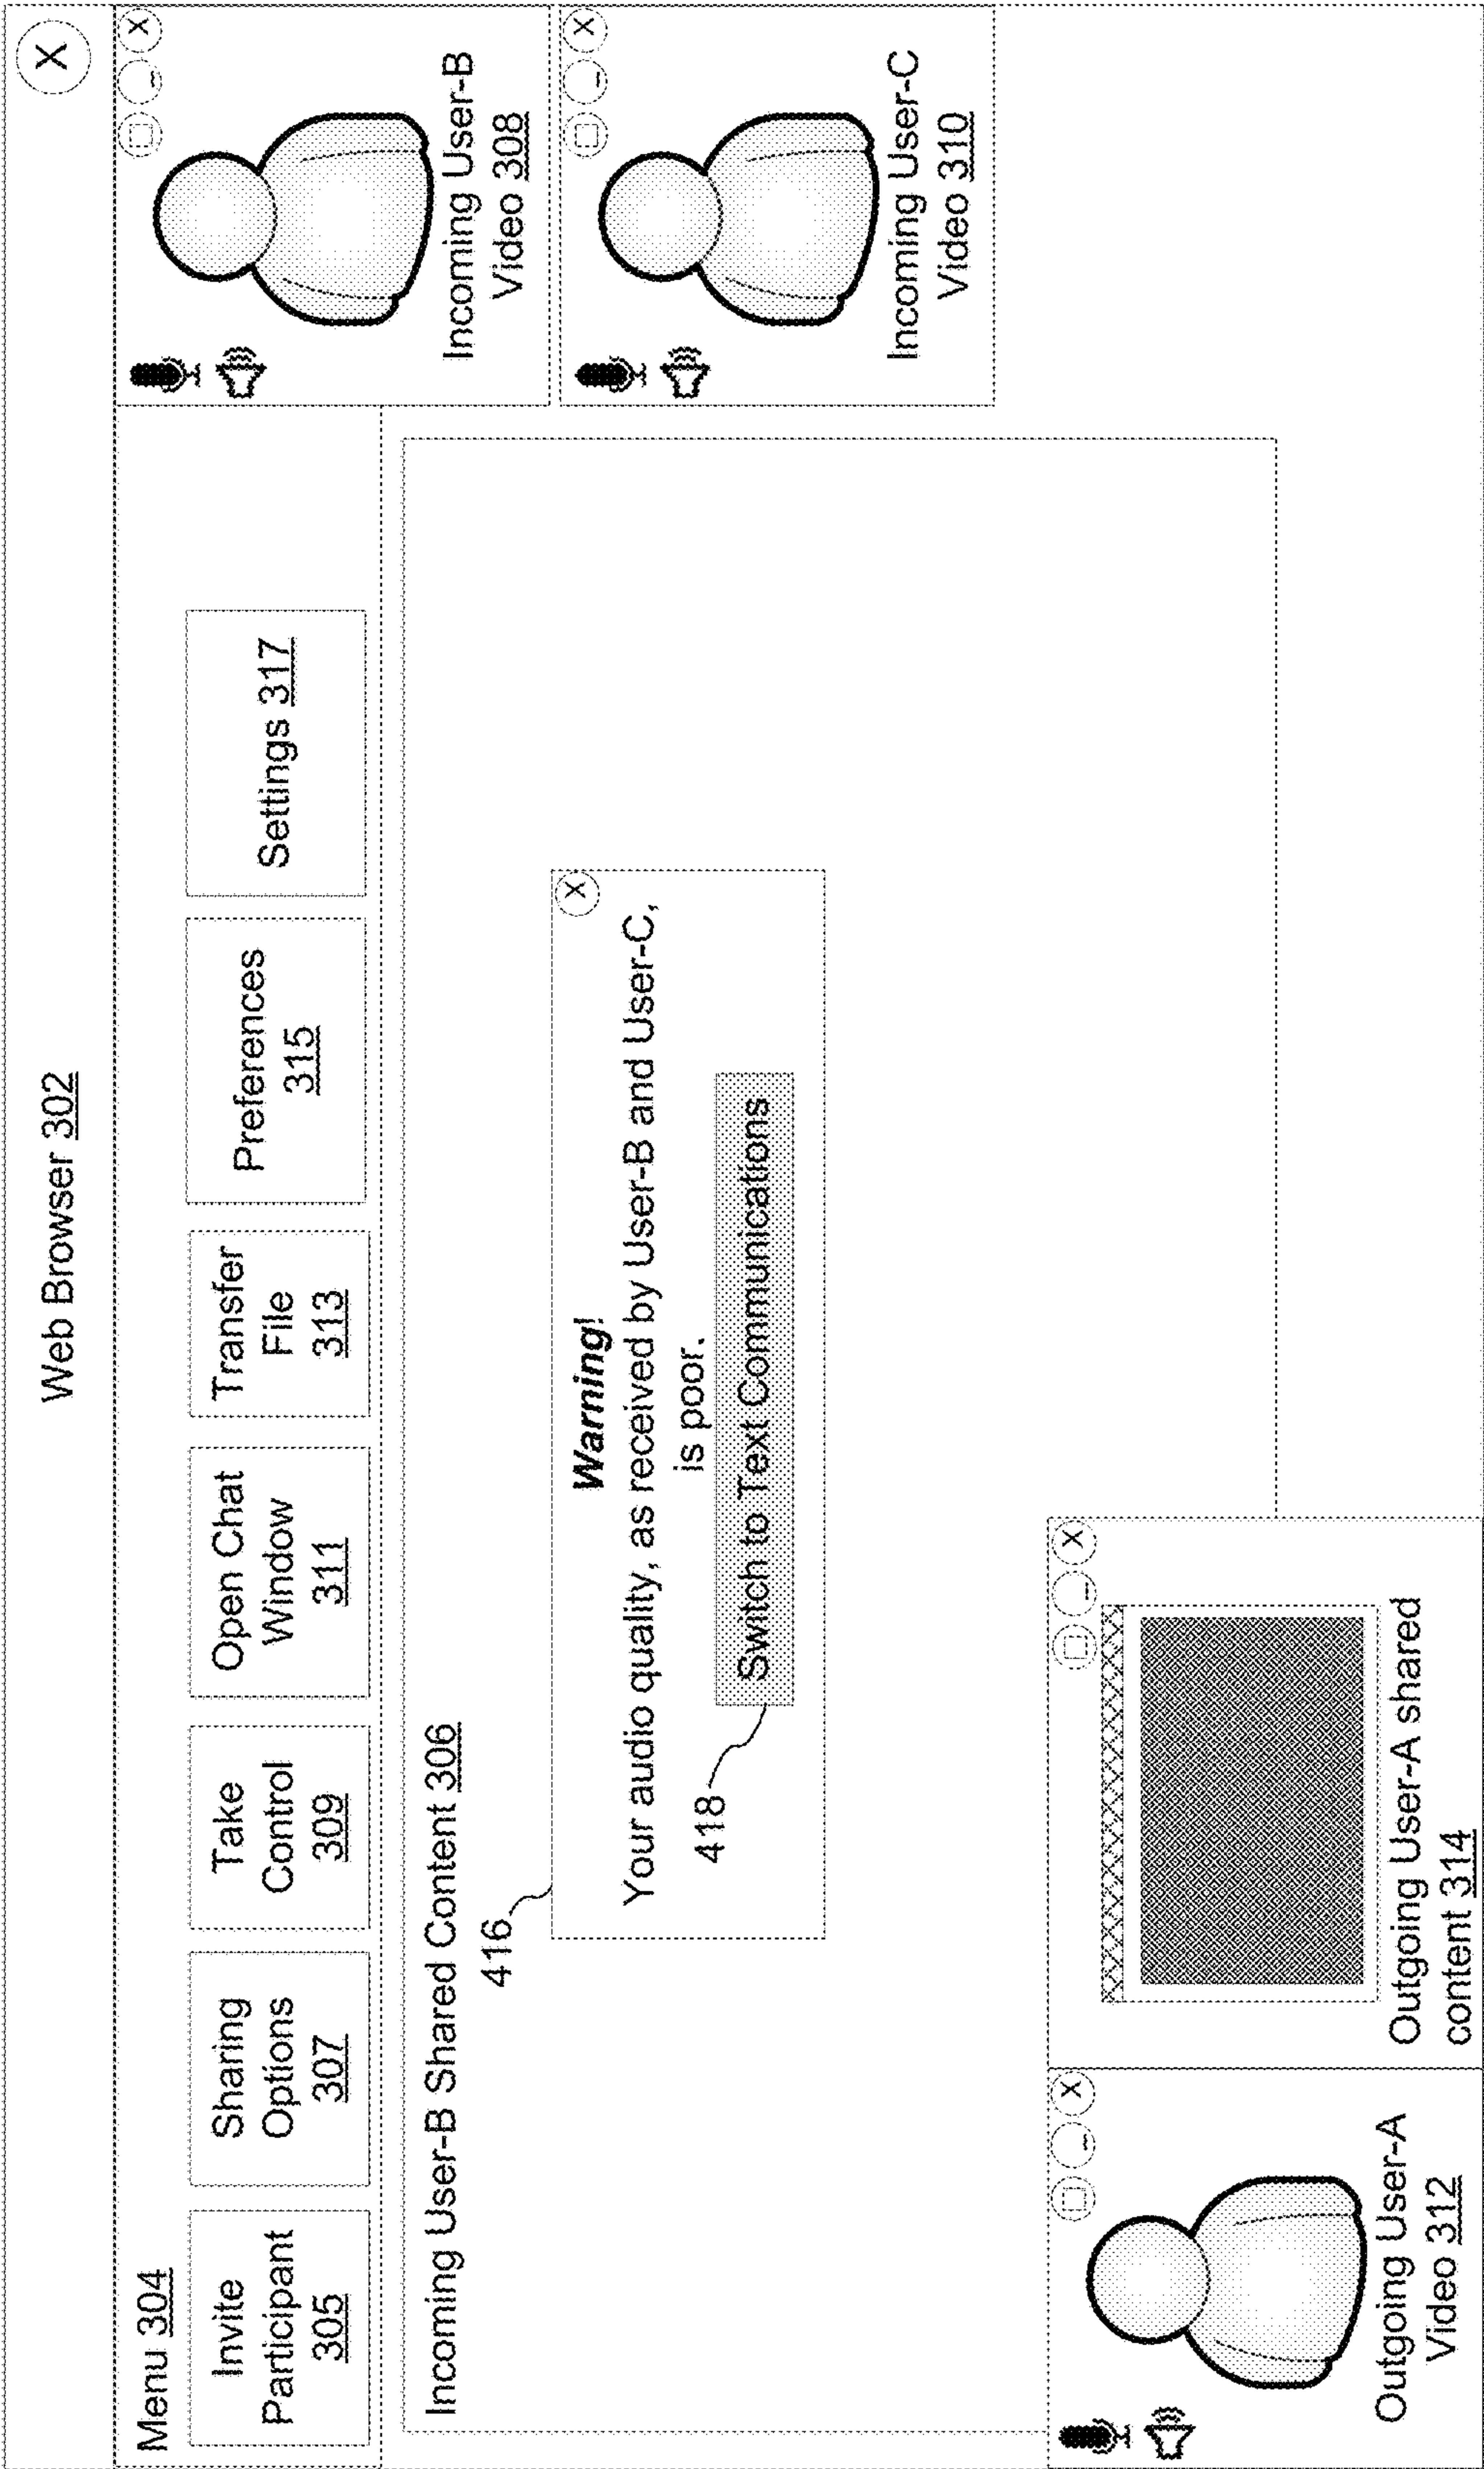 Web Browser 302
X
Menu 304
Invite
Participant
305
Sharing
Options
307
Take
Control
309
Open Chat
Window
311
Transfer
File
313
Preferences
315
Settings 317
X
Incoming User-B
Video 308
X
Incoming User-C
Video 310
Incoming User-B Shared Content 306
416
X
Warning!
Your audio quality, as received by User-B and User-C,
is poor.
418
Switch to Text Communications
X
Outgoing User-A
Video 312
X
Outgoing User-A shared
content 314